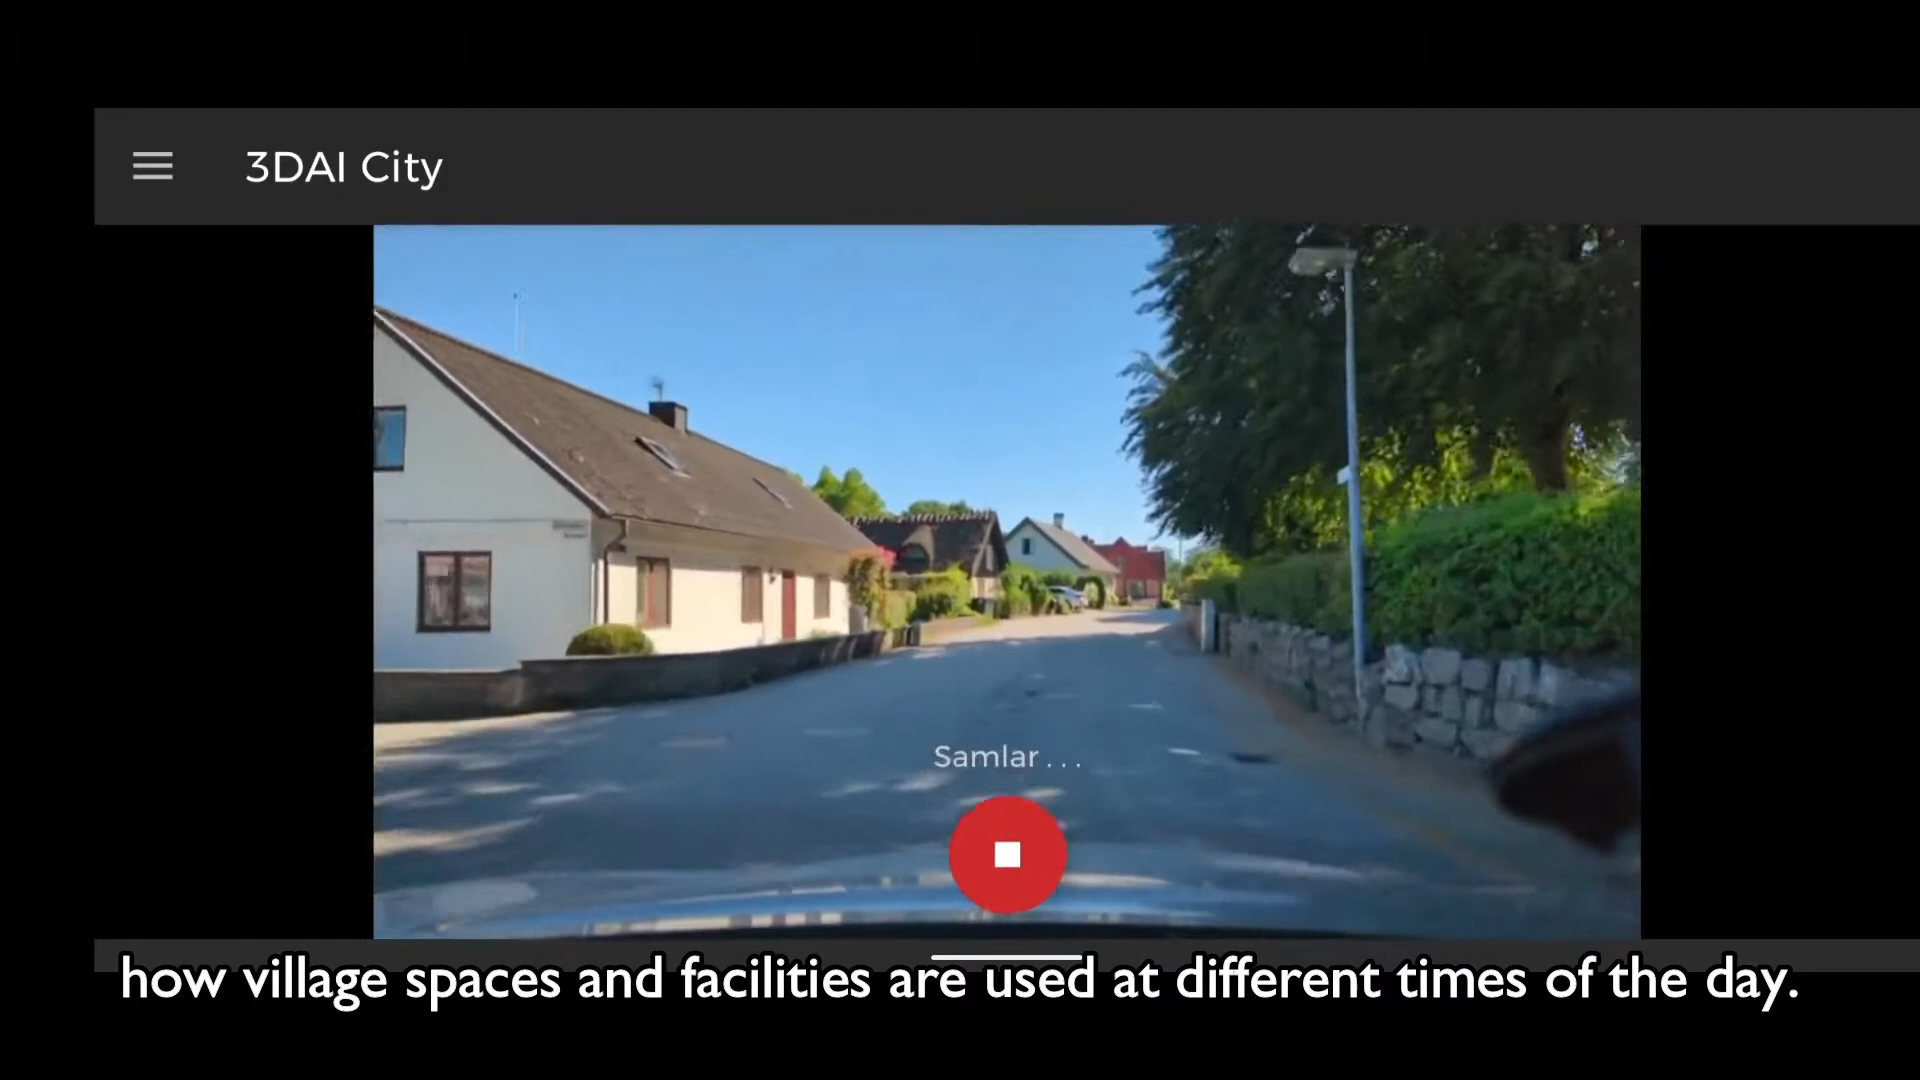 3DAI City
Samlar...
how village spaces and facilities are used at different times of the day.